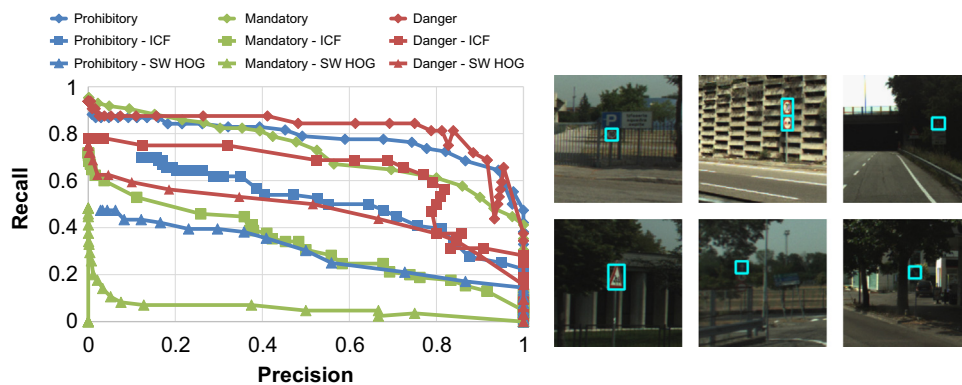 Prohibitory Mandatory Danger
Prohibitory - ICF Mandatory - ICF Danger - ICF
Prohibitory - SW HOG Mandatory - SW HOG Danger - SW HOG
1
0.8
0.6
0.4
0.2
0
Recall
0 0.2 0.4 0.6 0.8 1
Precision
P